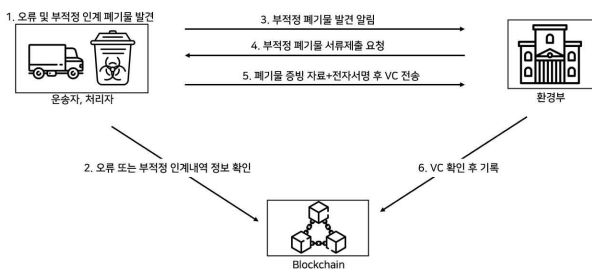 1. 오류 및 부적정 인계 폐기물 발견
3. 부적정 폐기물 발견 알림
4. 부적정 폐기물 서류제출 요청
5. 폐기물 증빙 자료+전자서명 후 VC 전송
운송자, 처리자
환경부
2. 오류 또는 부적정 인계내역 정보 확인
6. VC 확인 후 기록
Blockchain